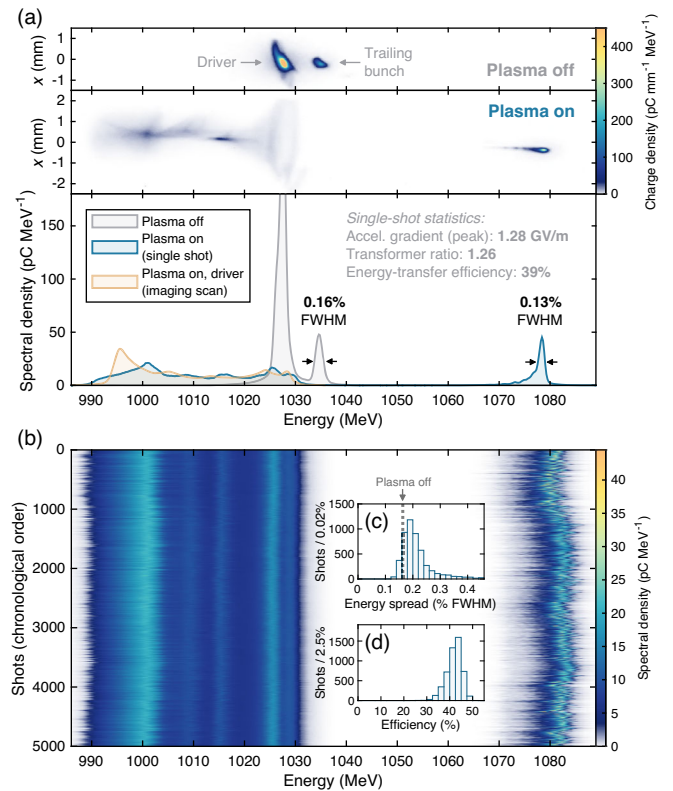 (a)
1
0
-1
x (mm)
Driver
Trailing
bunch
Plasma off
2
1
0
-1
-2
x (mm)
Plasma on
400
300
200
100
0
Charge density (pC mm⁻¹ MeV⁻¹)
150
100
50
0
Spectral density (pC MeV⁻¹)
Plasma off
Plasma on
(single shot)
Plasma on, driver
(imaging scan)
Single-shot statistics:
Accel. gradient (peak): 1.28 GV/m
Transformer ratio: 1.26
Energy-transfer efficiency: 39%
0.16%
FWHM
0.13%
FWHM
990 1000 1010 1020 1030 1040 1050 1060 1070 1080
Energy (MeV)
(b)
0
1000
2000
3000
4000
5000
Shots (chronological order)
Plasma off
(c)
1500
1000
500
0
Shots / 0.02%
0 0.1 0.2 0.3 0.4
Energy spread (% FWHM)
(d)
1500
1000
500
0
Shots / 2.5%
0 10 20 30 40 50
Efficiency (%)
990 1000 1010 1020 1030 1040 1050 1060 1070 1080
Energy (MeV)
40
35
30
25
20
15
10
5
0
Spectral density (pC MeV⁻¹)